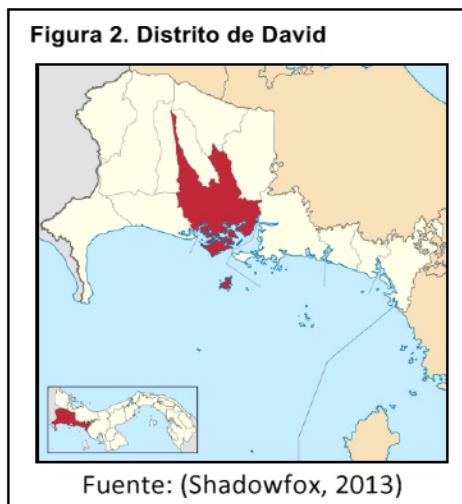 Figura 2. Distrito de David
Fuente: (Shadowfox, 2013)